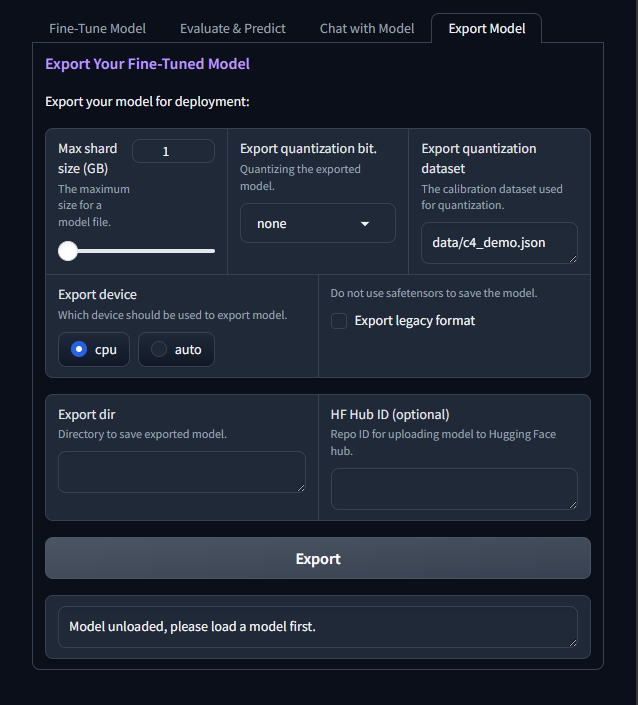 Fine-Tune Model
Evaluate & Predict
Chat with Model
Export Model
Export Your Fine-Tuned Model
Export your model for deployment:
Max shard
size (GB)
1
The maximum
size for a
model file.
Export quantization bit.
Quantizing the exported
model.
none
Export quantization
dataset
The calibration dataset used
for quantization.
data/c4_demo.json
Export device
Which device should be used to export model.
cpu
auto
Do not use safetensors to save the model.
Export legacy format
Export dir
Directory to save exported model.
HF Hub ID (optional)
Repo ID for uploading model to Hugging Face
hub.
Export
Model unloaded, please load a model first.